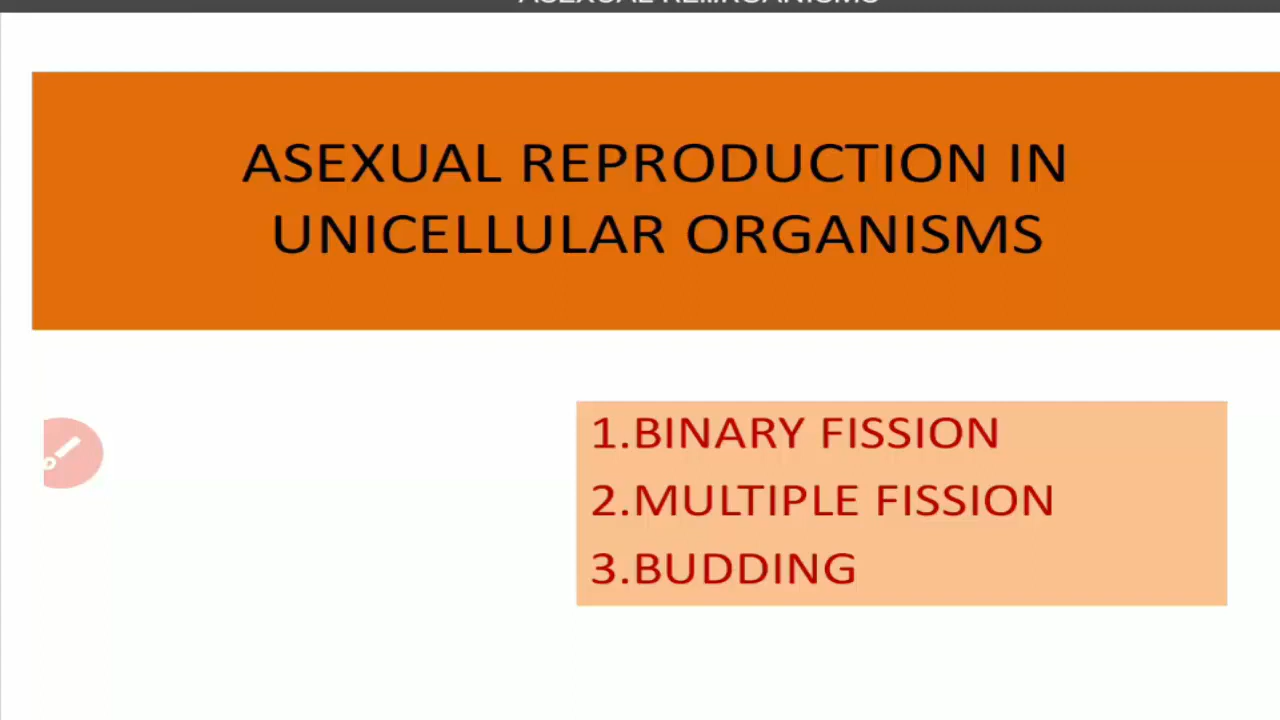 ASEXUAL REPRODUCTION IN
UNICELLULAR ORGANISMS
1.BINARY FISSION
2.MULTIPLE FISSION
3.BUDDING